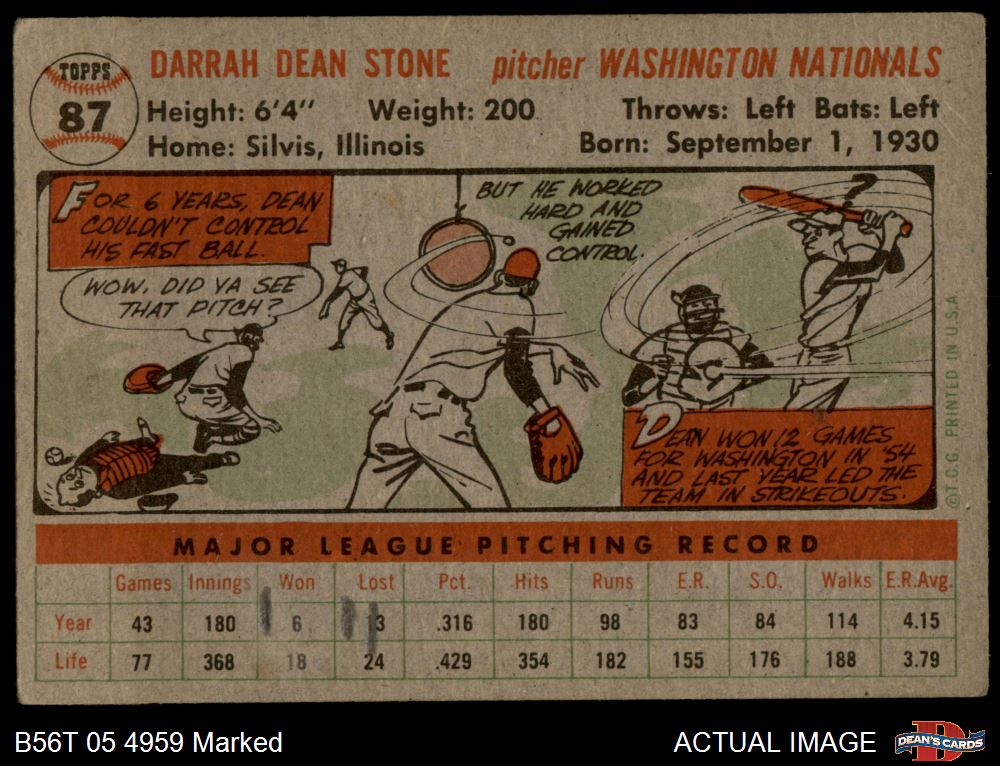 TOPPS
87
DARRAH DEAN STONE pitcher WASHINGTON NATIONALS
Height: 6'4" Weight: 200 Throws: Left Bats: Left
Home: Silvis, Illinois Born: September 1, 1930
FOR 6 YEARS, DEAN
COULDN'T CONTROL
HIS FAST BALL.
WOW, DID YA SEE
THAT PITCH?
BUT HE WORKED
HARD AND
GAINED
CONTROL.
?
DEAN WON 12 GAMES
FOR WASHINGTON IN '54
AND LAST YEAR LED THE
TEAM IN STRIKEOUTS.
©T.C.G. PRINTED IN U.S.A.
MAJOR LEAGUE PITCHING RECORD
Games Innings Won Lost Pct. Hits Runs E.R. S.O. Walks E.R.Avg.
Year 43 180 6 13 .316 180 98 83 84 114 4.15
Life 77 368 18 24 .429 354 182 155 176 188 3.79
B56T 05 4959 Marked
ACTUAL IMAGE
D
DEAN'S CARDS